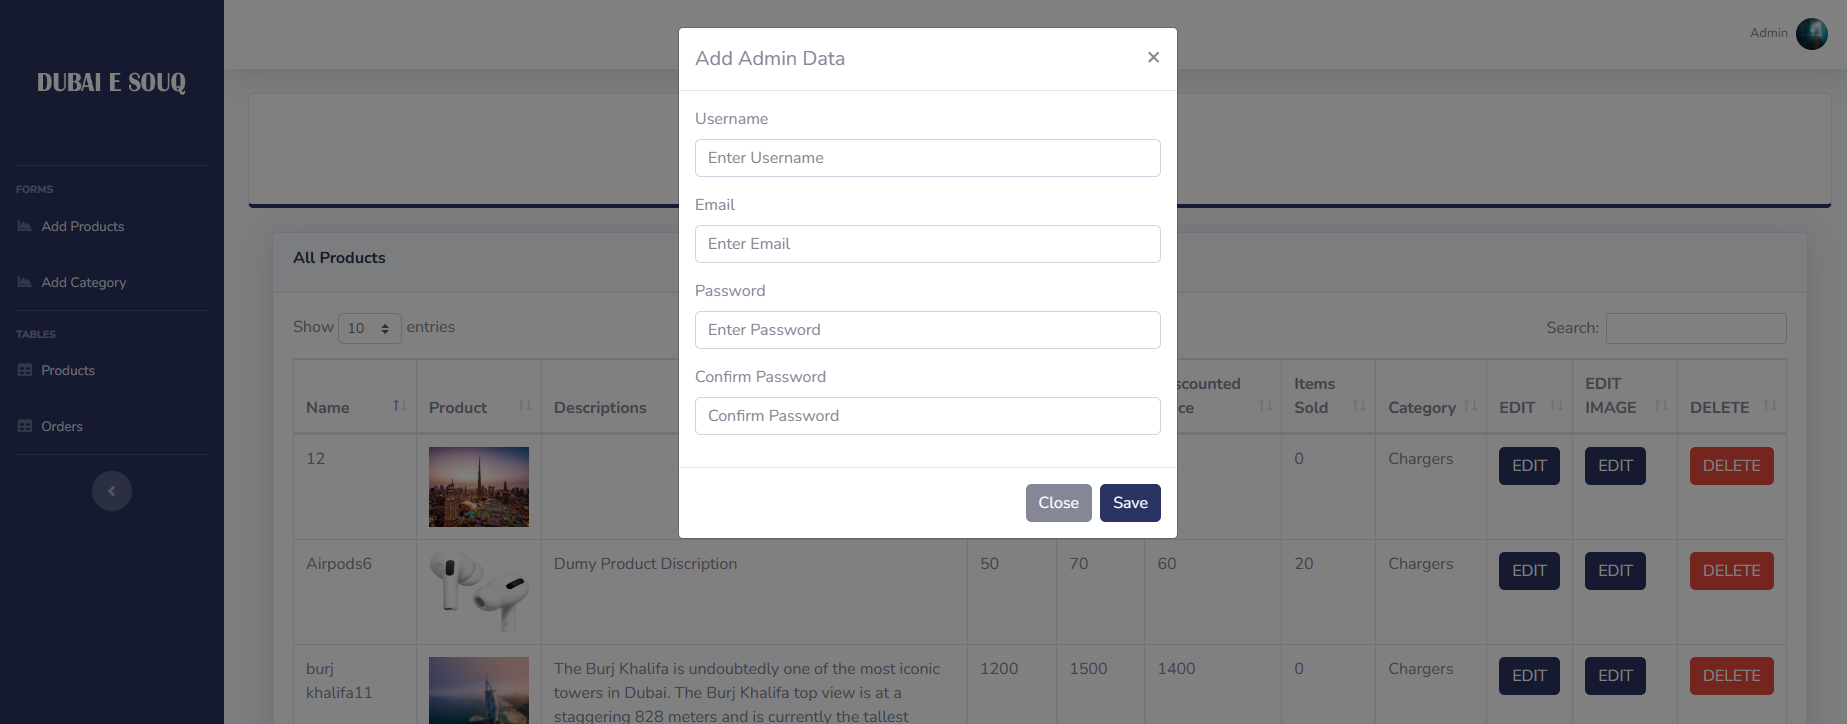 DUBAI E SOUQ
FORMS
Add Products
Add Category
TABLES
Products
Orders
Admin
Add Admin Data
×
Username
Enter Username
Email
Enter Email
Password
Enter Password
Confirm Password
Confirm Password
Close Save
All Products
Show 10 entries
Search:
Name Product Descriptions scounted ce Items Sold Category EDIT EDIT IMAGE DELETE
12 0 Chargers EDIT EDIT DELETE
Airpods6 Dumy Product Discription 50 70 60 20 Chargers EDIT EDIT DELETE
burj The Burj Khalifa is undoubtedly one of the most iconic 1200 1500 1400 0 Chargers EDIT EDIT DELETE
khalifa11 towers in Dubai. The Burj Khalifa top view is at a
staggering 828 meters and is currently the tallest